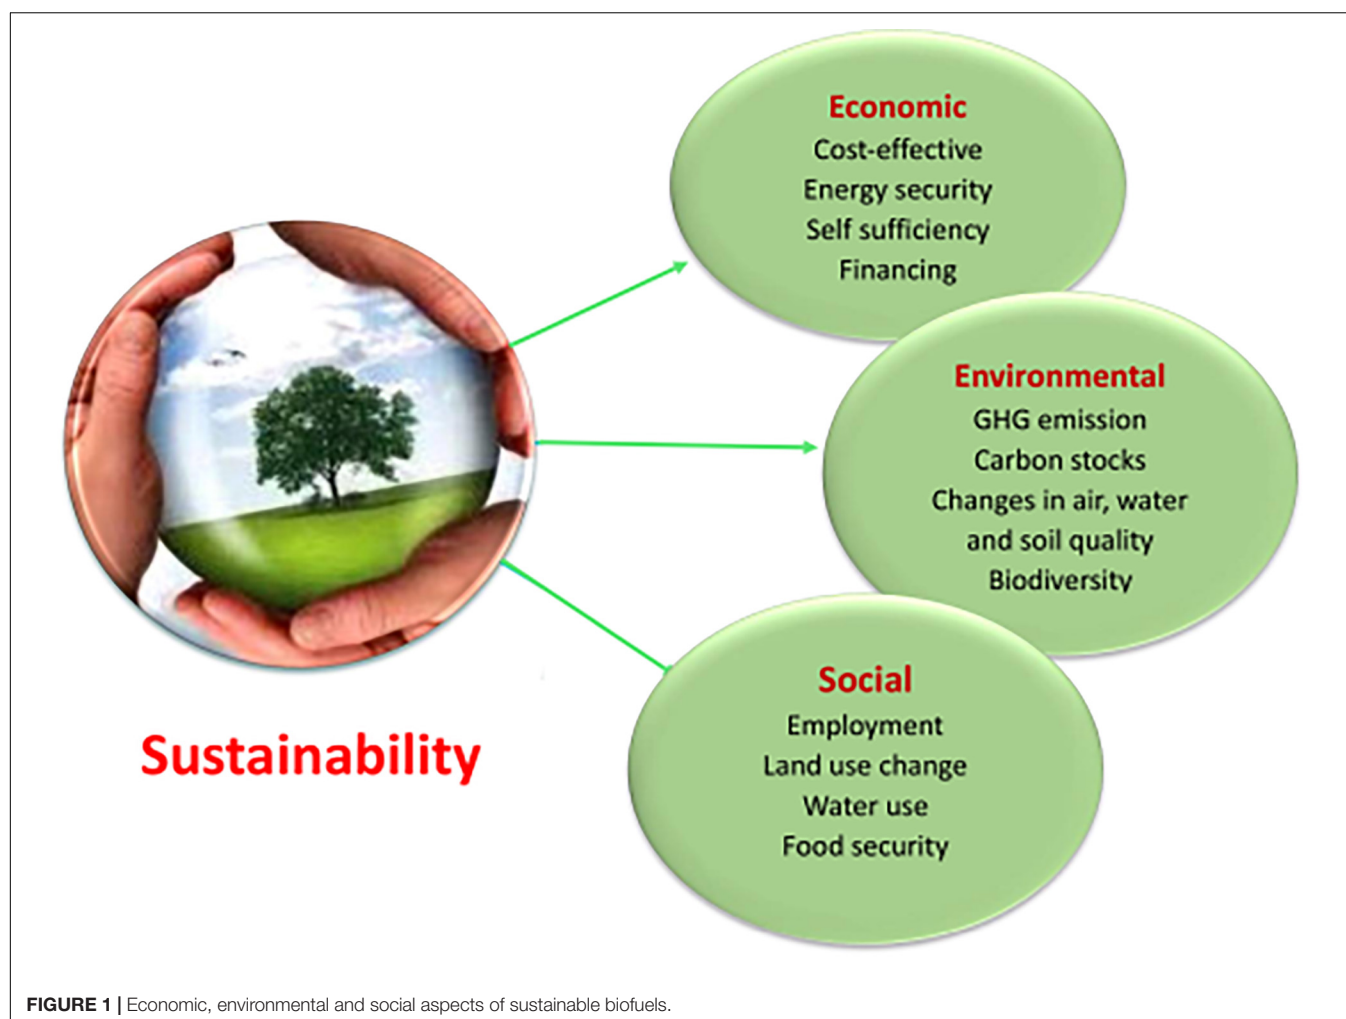 Economic
Cost-effective
Energy security
Self sufficiency
Financing
Environmental
GHG emission
Carbon stocks
Changes in air, water
and soil quality
Biodiversity
Social
Employment
Land use change
Water use
Food security
Sustainability
FIGURE 1 | Economic, environmental and social aspects of sustainable biofuels.